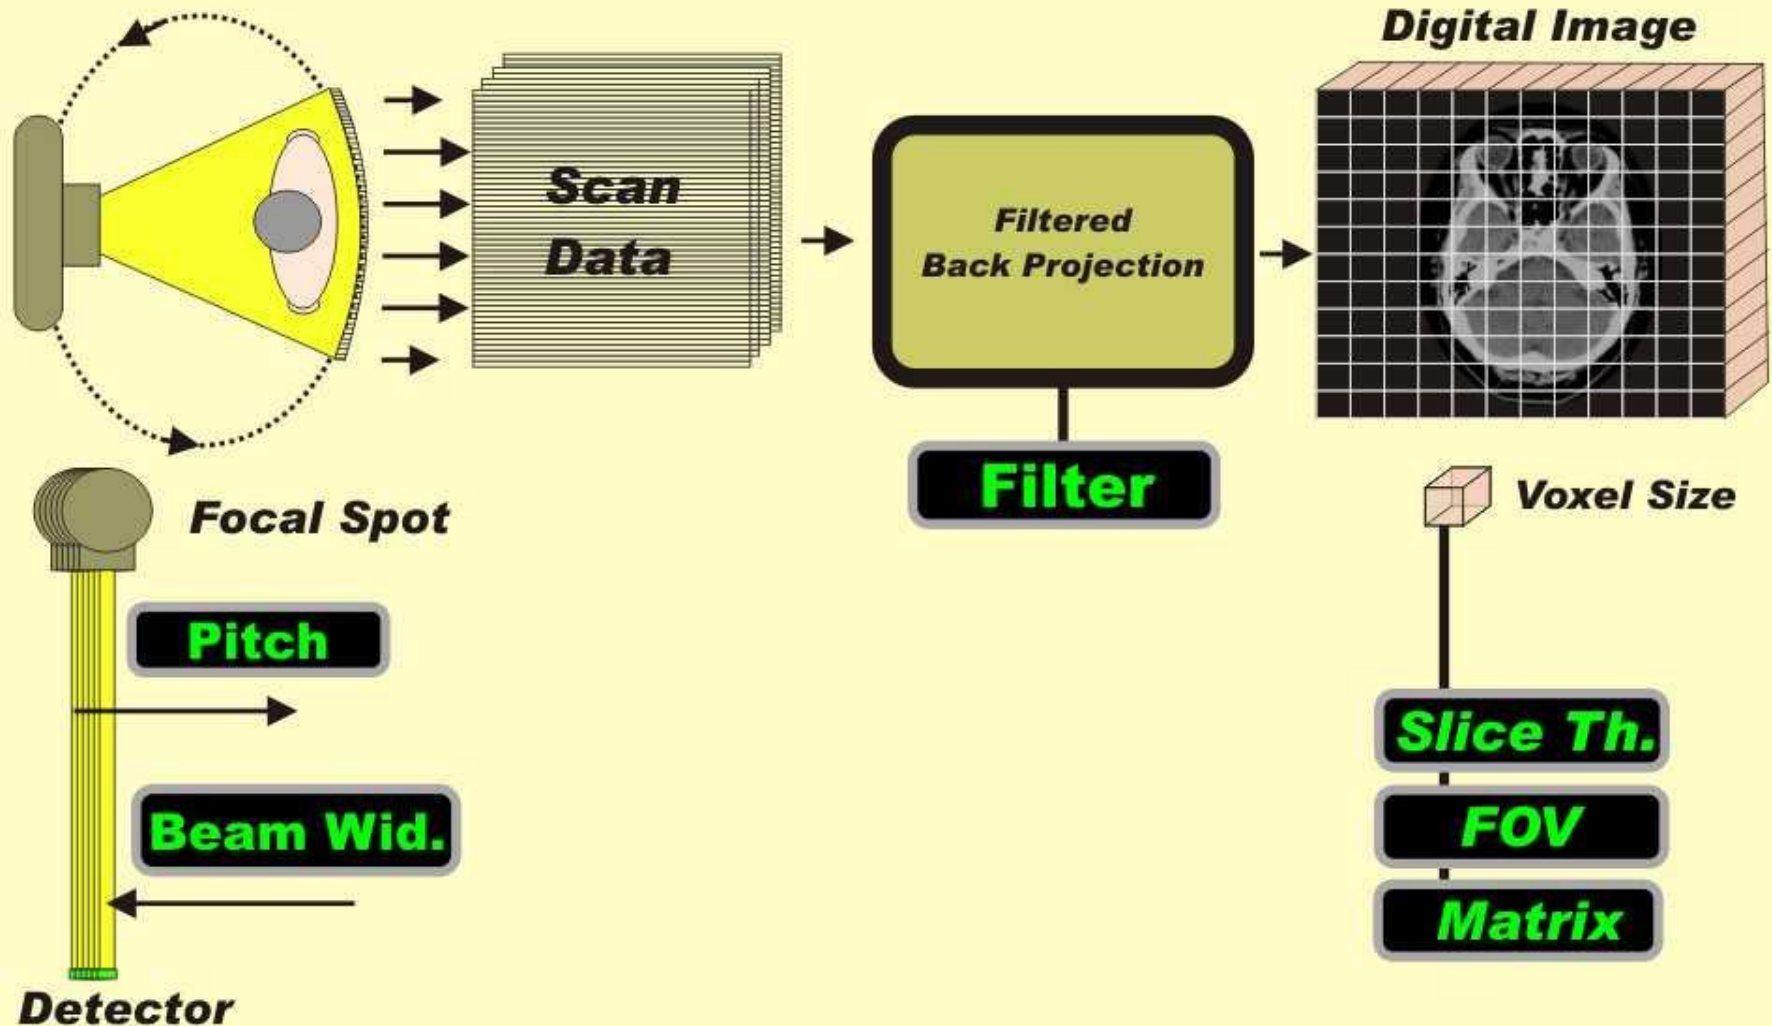 Digital Image
Scan
Data
Filtered
Back Projection
Filter
Focal Spot
Voxel Size
Pitch
Slice Th.
Beam Wid.
FOV
Matrix
Detector